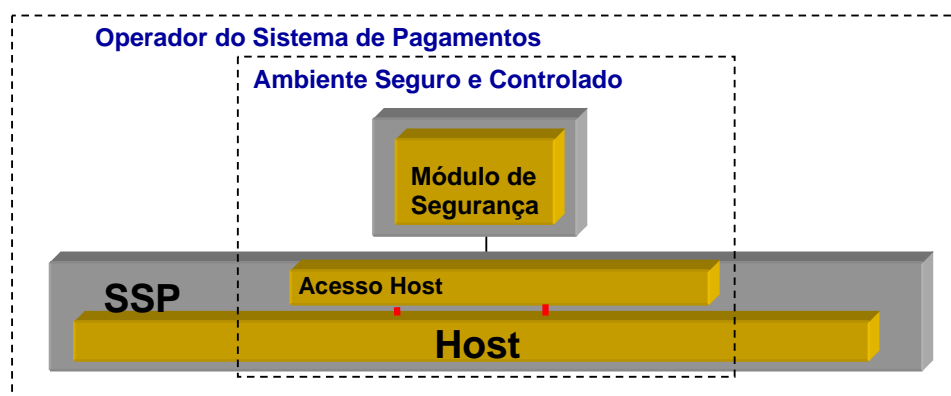 Operador do Sistema de Pagamentos
Ambiente Seguro e Controlado
Módulo de
Segurança
Acesso Host
SSP
Host